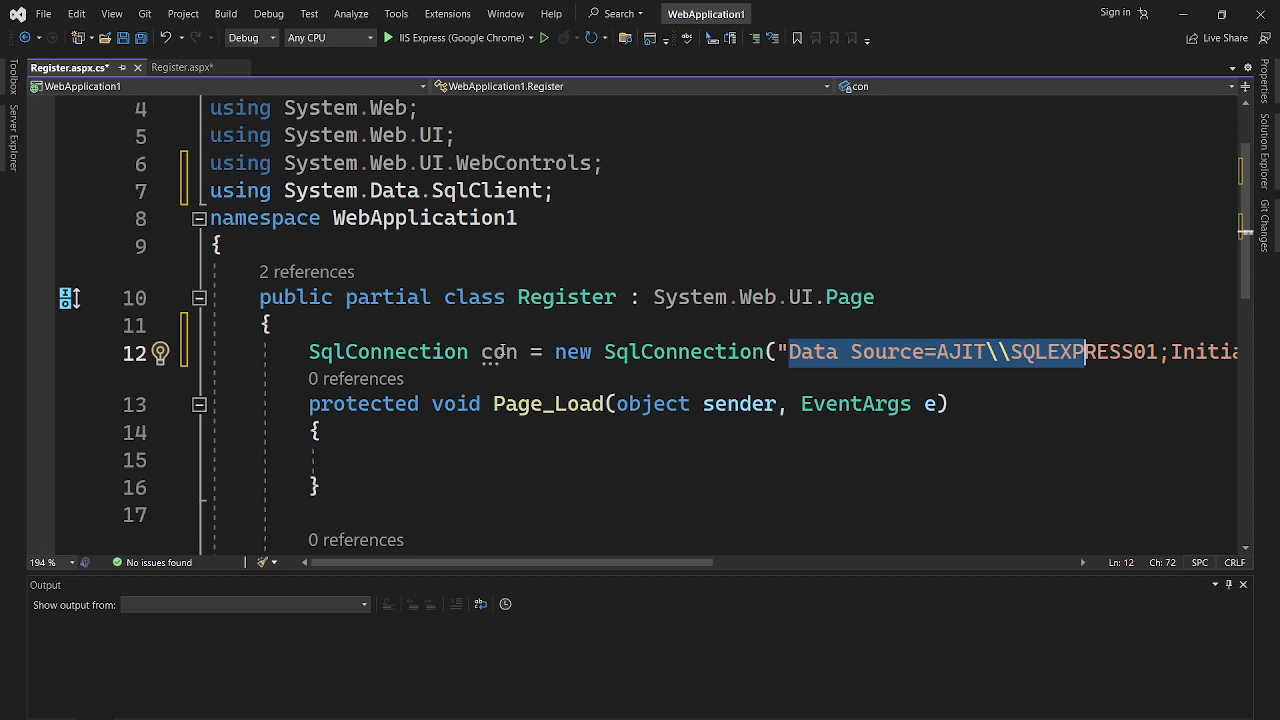 File Edit View Git Project Build Debug Test Analyze Tools Extensions Window Help Search WebApplication1 Sign in
Debug Any CPU IIS Express (Google Chrome) Live Share
Register.aspx.cs* Register.aspx*
WebApplication1 WebApplication1.Register con
Toolbox
Server Explorer
Properties
Solution Explorer
Git Changes
4 using System.Web;
5 using System.Web.UI;
6 using System.Web.UI.WebControls;
7 using System.Data.SqlClient;
8 namespace WebApplication1
9 {
2 references
10 public partial class Register : System.Web.UI.Page
11 {
12 SqlConnection con = new SqlConnection("Data Source=AJIT\\SQLEXPRESS01;Initia
0 references
13 protected void Page_Load(object sender, EventArgs e)
14 {
15
16 }
17
0 references
194 % No issues found Ln: 12 Ch: 72 SPC CRLF
Output
Show output from: